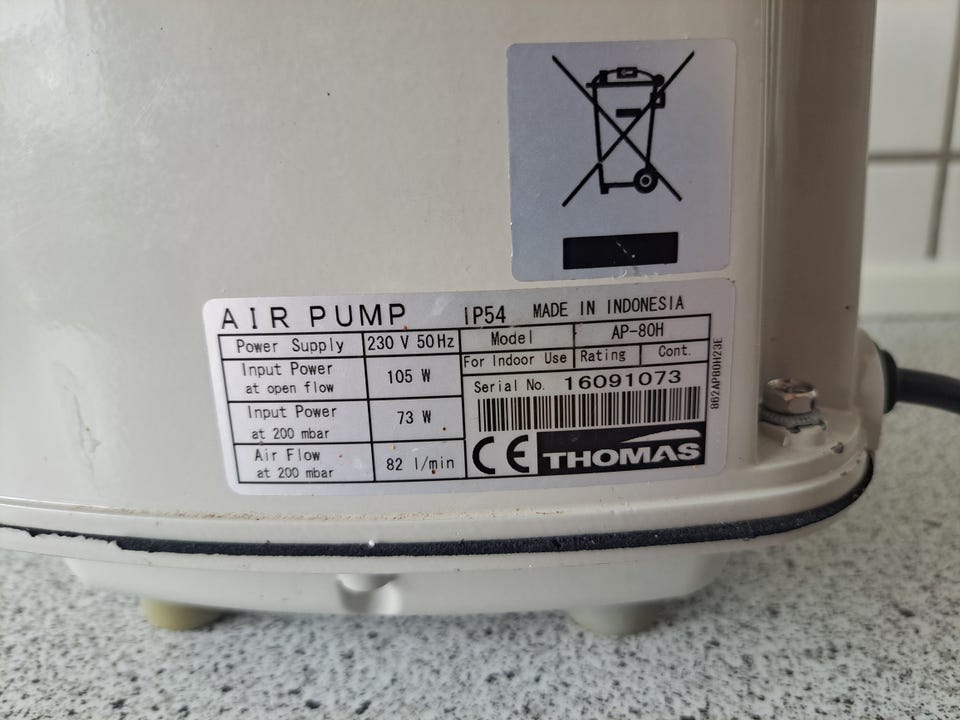 AIR PUMP IP54 MADE IN INDONESIA
Power Supply 230 V 50Hz
Input Power at open flow 105 W
Input Power at 200 mbar 73 W
Air Flow at 200 mbar 82 l/min
Model AP-80H
For Indoor Use Rating Cont.
Serial No. 16091073
CE THOMAS
862AP80H23E